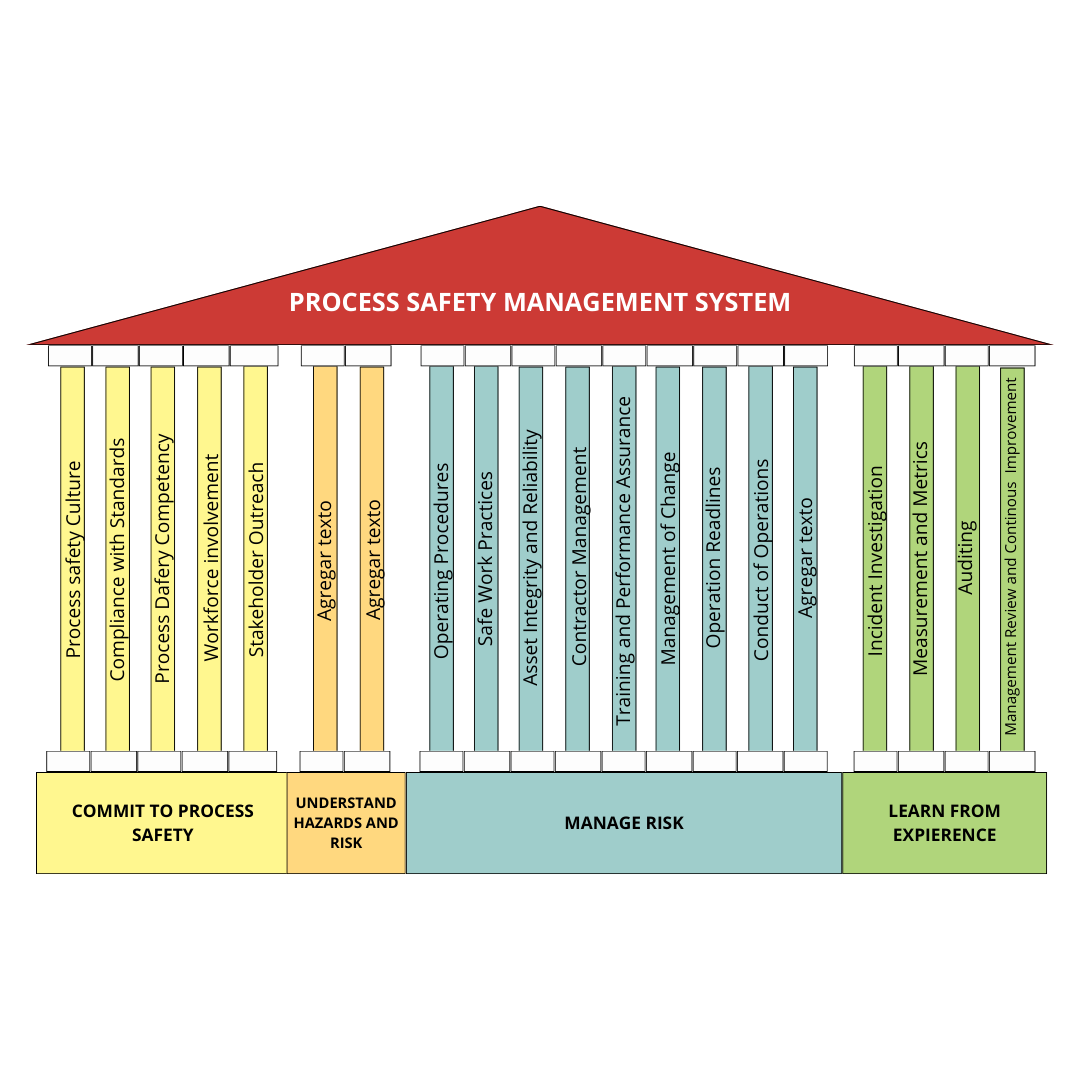 PROCESS SAFETY MANAGEMENT SYSTEM
Process safety Culture
Compliance with Standards
Process Dafery Competency
Workforce involvement
Stakeholder Outreach
Agregar texto
Agregar texto
Operating Procedures
Safe Work Practices
Asset Integrity and Reliability
Contractor Management
Training and Performance Assurance
Management of Change
Operation Readlines
Conduct of Operations
Agregar texto
Incident Investigation
Measurement and Metrics
Auditing
Management Review and Continous Improvement
COMMIT TO PROCESS
SAFETY
UNDERSTAND
HAZARDS AND
RISK
MANAGE RISK
LEARN FROM
EXPIERENCE